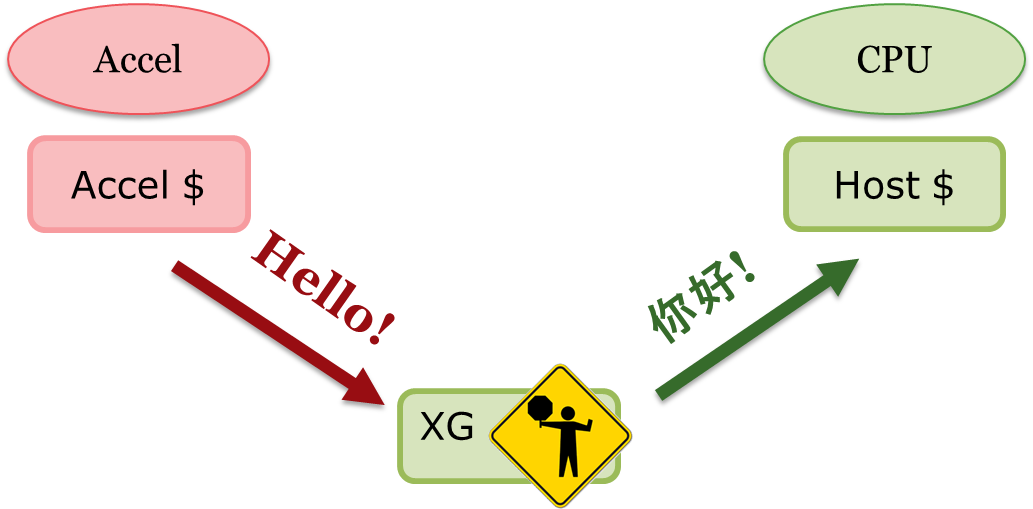 Accel
CPU
Accel $
Host $
Hello!
你好!
XG